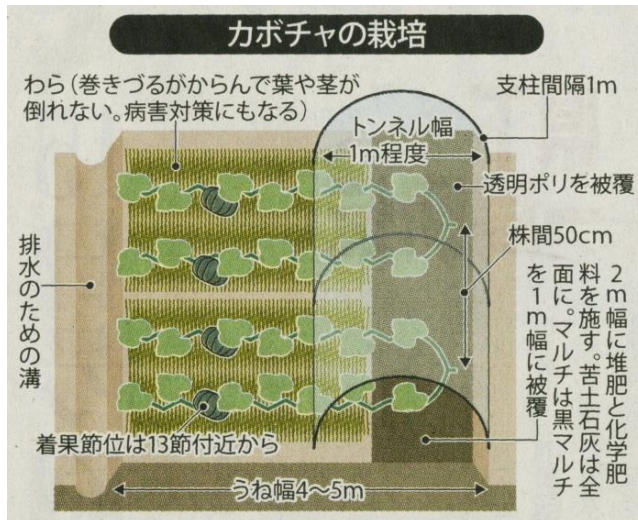 カボチャの栽培
わら(巻きづるがからんで葉や茎が
倒れない。病害対策にもなる)
支柱間隔1m
トンネル幅
1m程度
透明ポリを被覆
株間50cm
2m幅に堆肥と化学肥
料を施す。苦土石灰は全
面に。マルチは黒マルチ
を1m幅に被覆
排水のための溝
着果節位は13節付近から
うね幅4〜5m